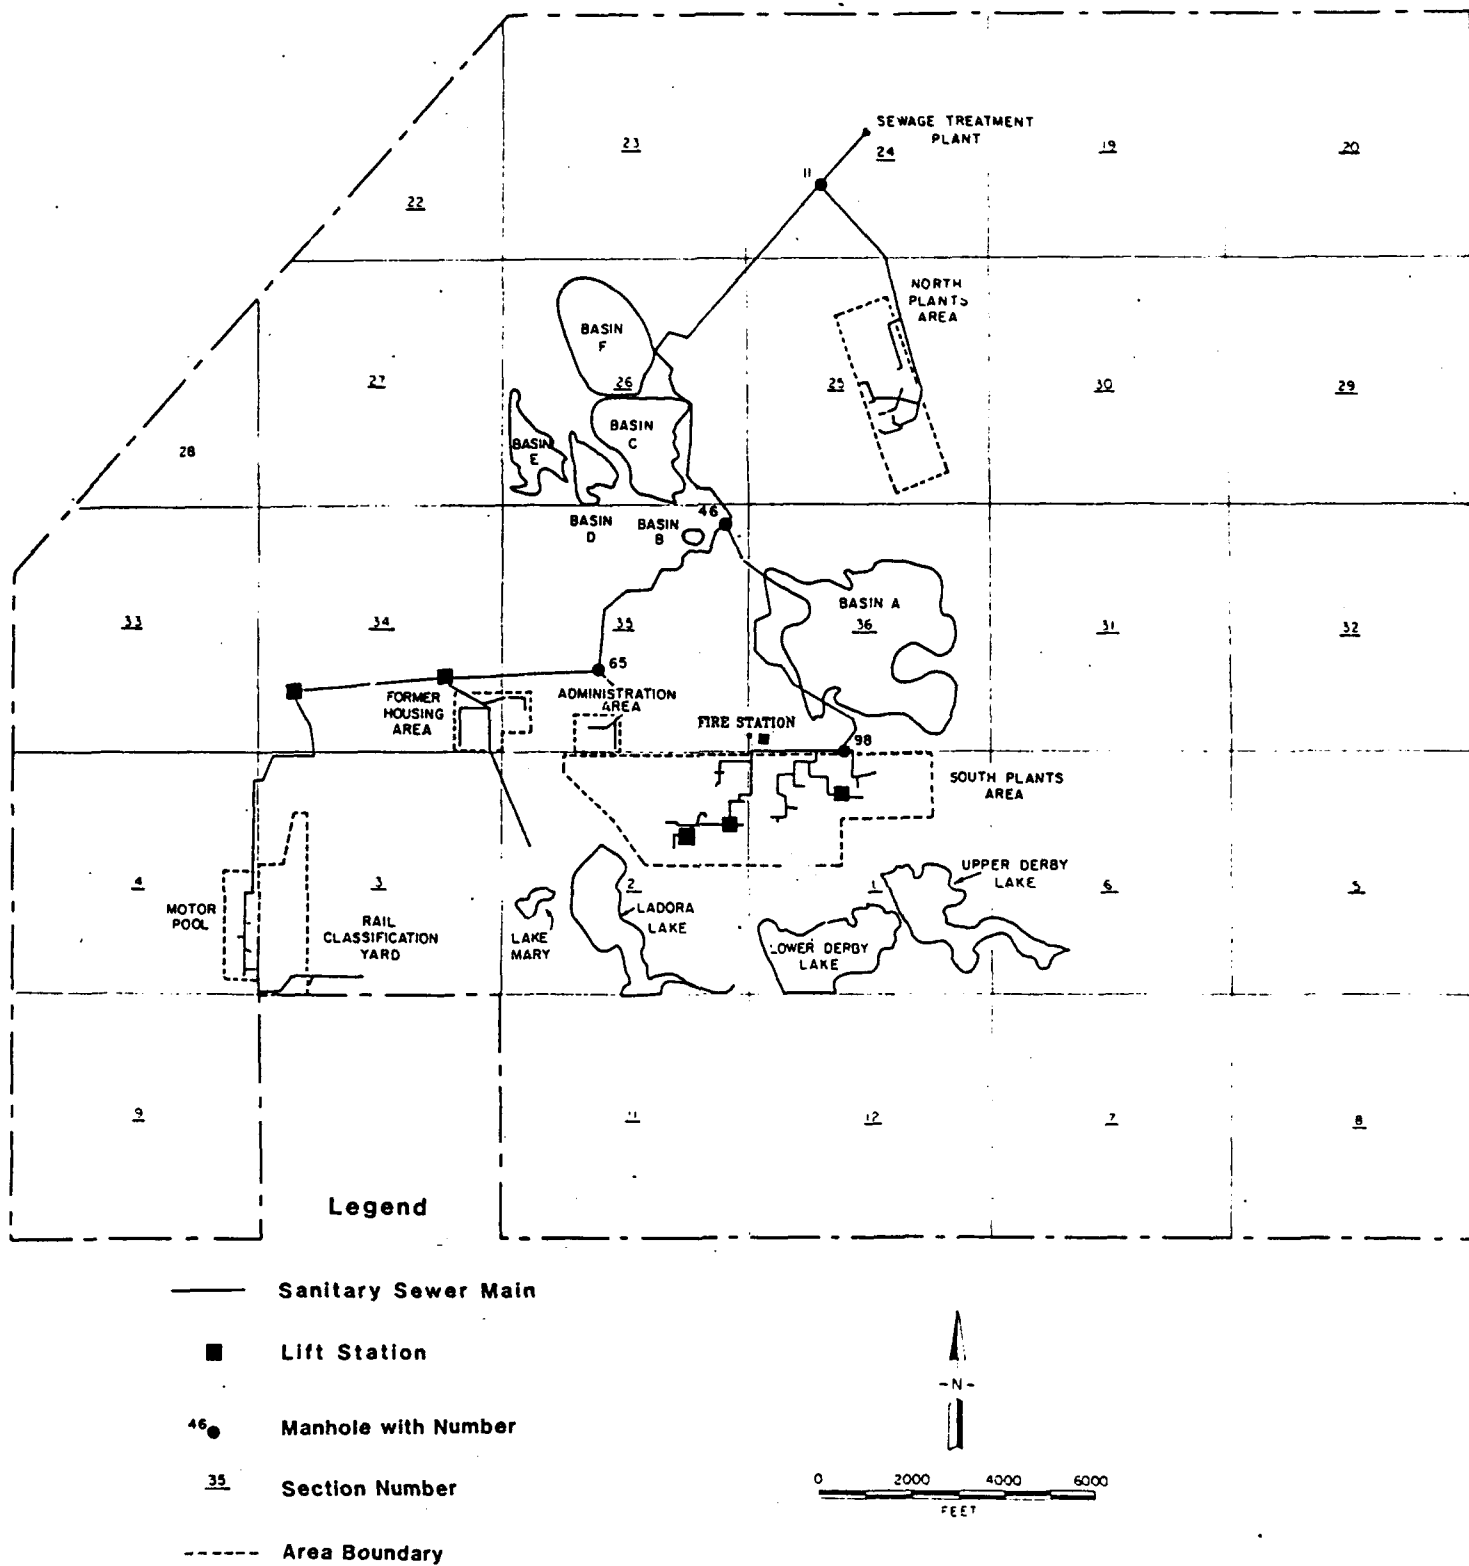 SEWAGE TREATMENT
PLANT
23
24
19
20
11
22
NORTH
PLANTS
AREA
BASIN
F
27
26
25
30
29
BASIN
C
BASIN
E
28
46
BASIN
D
BASIN
B
BASIN A
33
34
35
36
31
32
65
FORMER
HOUSING
AREA
ADMINISTRATION
AREA
FIRE STATION
98
SOUTH PLANTS
AREA
4
3
2
1
6
5
UPPER DERBY
LAKE
MOTOR
POOL
RAIL
CLASSIFICATION
YARD
LAKE
MARY
LADORA
LAKE
LOWER DERBY
LAKE
9
11
12
7
8
Legend
Sanitary Sewer Main
Lift Station
46
Manhole with Number
35
Section Number
Area Boundary
-N-
0 2000 4000 6000
FEET